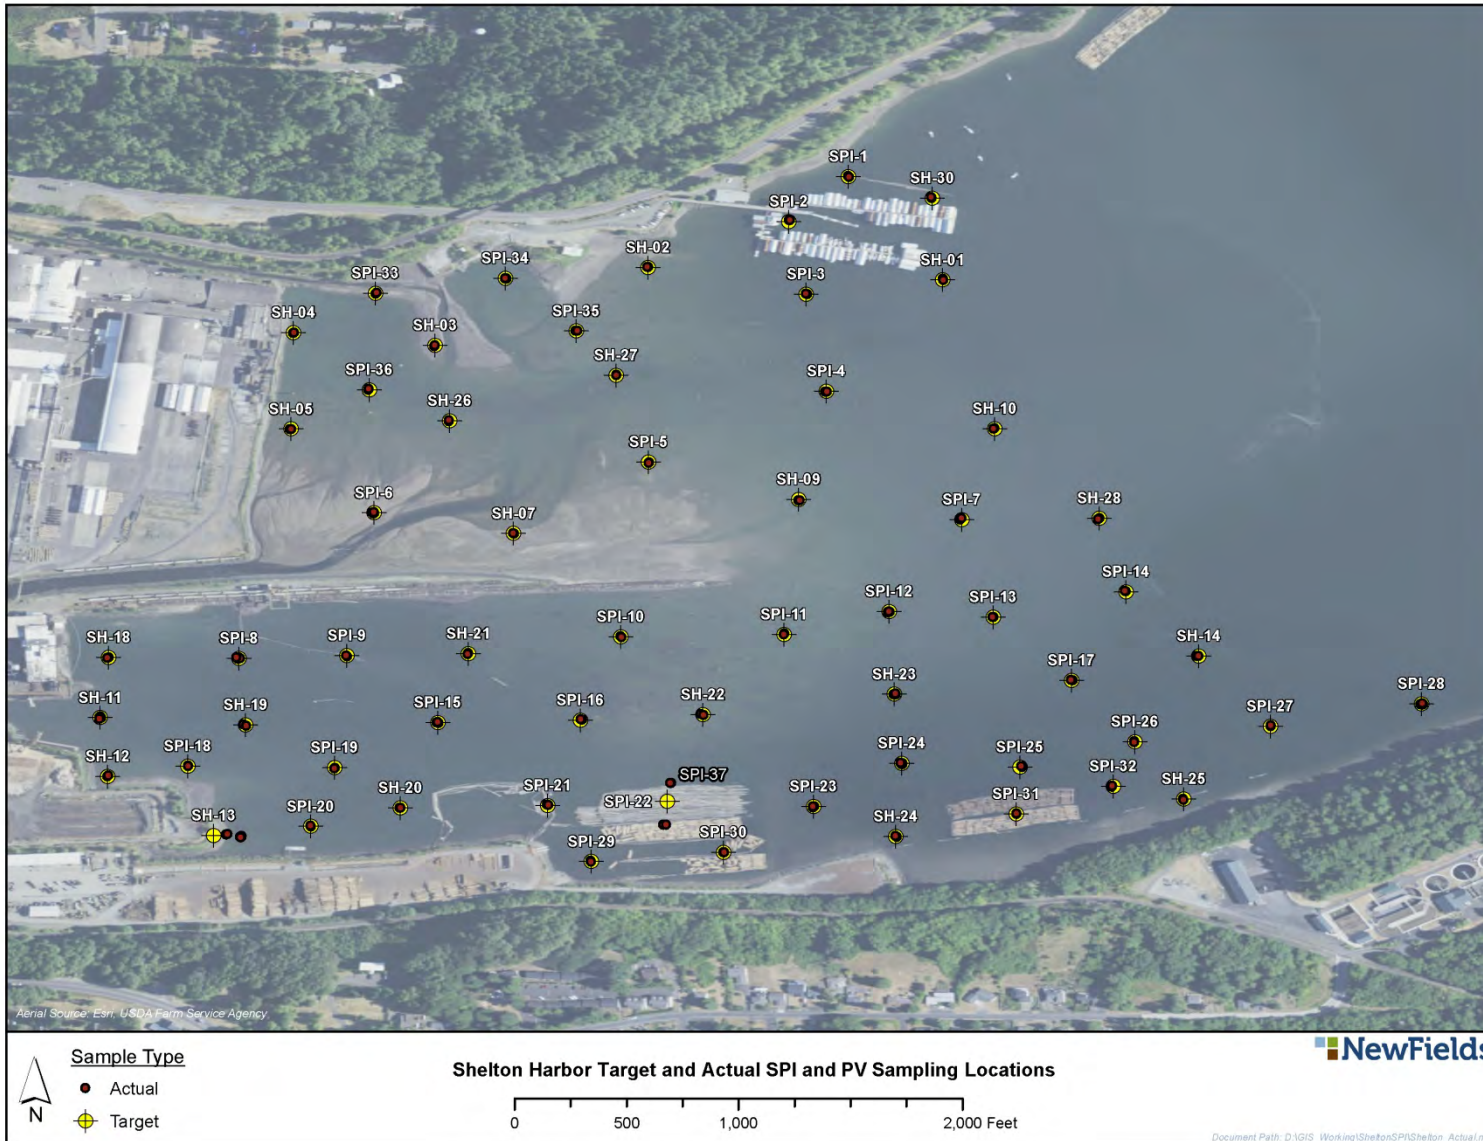 SPI-1
SH-30
SPI-2
SH-02
SH-01
SPI-34
SPI-33
SPI-3
SH-04
SPI-35
SH-03
SH-27
SPI-36
SPI-4
SH-05
SH-26
SH-10
SPI-5
SH-09
SPI-6
SPI-7
SH-28
SH-07
SPI-14
SPI-12
SPI-13
SPI-11
SPI-10
SH-18
SPI-8
SPI-9
SH-21
SH-14
SPI-17
SH-23
SPI-28
SH-11
SH-19
SPI-15
SPI-16
SH-22
SPI-27
SPI-26
SH-12
SPI-18
SPI-19
SPI-24
SPI-25
SPI-37
SPI-32
SH-25
SH-20
SPI-21
SPI-22
SPI-23
SPI-31
SH-13
SPI-20
SH-24
SPI-29
SPI-30
Aerial Source: Esri, USDA Farm Service Agency
NewFields
Sample Type
Actual
Target
N
Shelton Harbor Target and Actual SPI and PV Sampling Locations
0 500 1,000 2,000 Feet
Document Path: D:\GIS_Working\SheltonSPI\Shelton_Actual